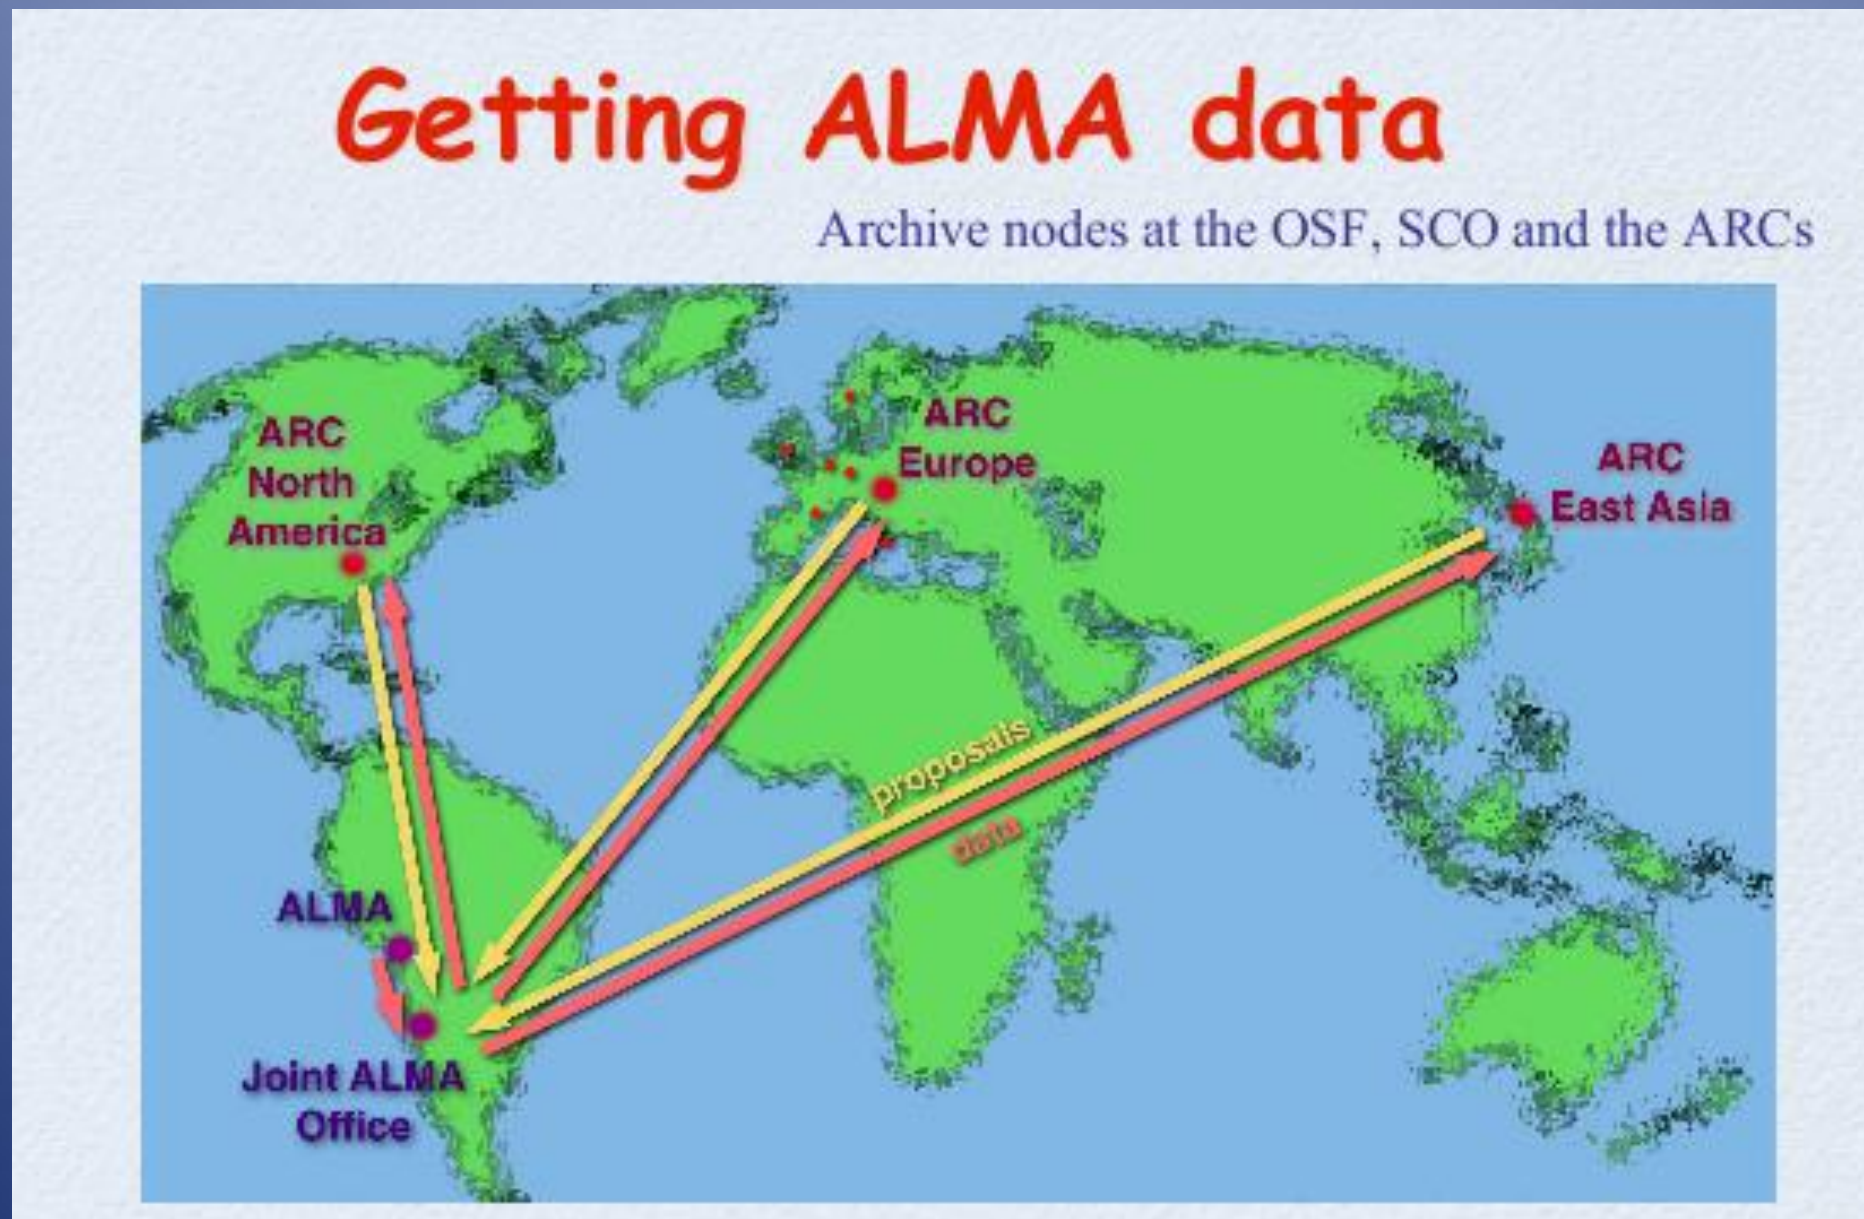 Getting ALMA data
Archive nodes at the OSF, SCO and the ARCs
ARC
North
America
ARC
Europe
ARC
East Asia
proposals
data
ALMA
Joint ALMA
Office